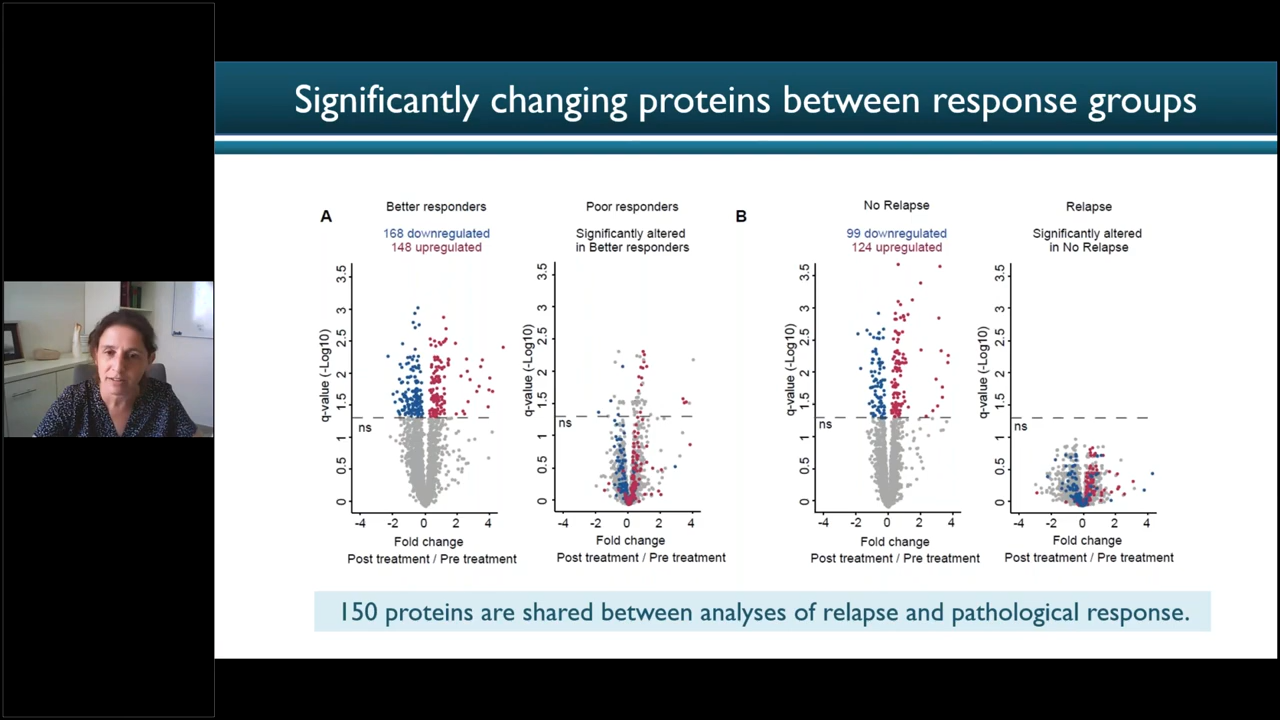 Significantly changing proteins between response groups
A
Better responders
168 downregulated
148 upregulated
q-value (-Log10)
3.5
3
2.5
2
1.5
1
0.5
0
ns
-4
-2
0
2
4
Fold change
Post treatment / Pre treatment
Poor responders
Significantly altered
in Better responders
q-value (-Log10)
3.5
3
2.5
2
1.5
1
0.5
0
ns
-4
-2
0
2
4
Fold change
Post treatment / Pre treatment
B
No Relapse
99 downregulated
124 upregulated
q-value (-Log10)
3.5
3
2.5
2
1.5
1
0.5
0
ns
-4
-2
0
2
4
Fold change
Post treatment / Pre treatment
Relapse
Significantly altered
in No Relapse
q-value (-Log10)
3.5
3
2.5
2
1.5
1
0.5
0
ns
-4
-2
0
2
4
Fold change
Post treatment / Pre treatment
150 proteins are shared between analyses of relapse and pathological response.